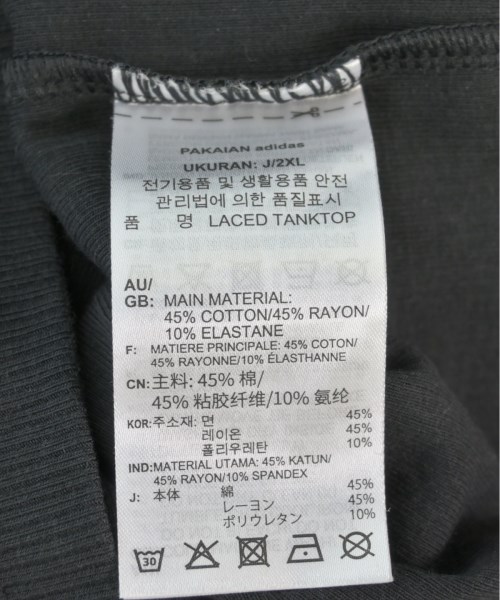 PAKAIAN adidas
UKURAN: J/2XL
전기용품 및 생활용품 안전
관리법에 의한 품질표시
품 명 LACED TANKTOP
AU/
GB: MAIN MATERIAL:
45% COTTON/45% RAYON/
10% ELASTANE
F: MATIERE PRINCIPALE: 45% COTON/
45% RAYONNE/10% ÉLASTHANNE
CN: 主料: 45% 棉/
45% 粘胶纤维/10% 氨纶
KOR: 주소재: 면 45%
레이온 45%
폴리우레탄 10%
IND: MATERIAL UTAMA: 45% KATUN/
45% RAYON/10% SPANDEX
J: 本体 綿 45%
レーヨン 45%
ポリウレタン 10%
30